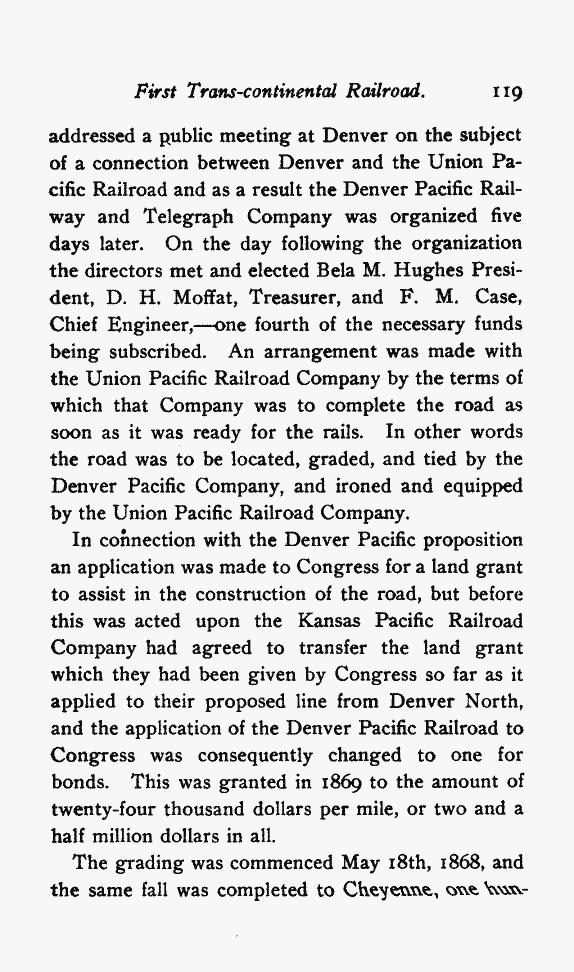 First Trans-continental Railroad. 119
addressed a public meeting at Denver on the subject
of a connection between Denver and the Union Pa-
cific Railroad and as a result the Denver Pacific Rail-
way and Telegraph Company was organized five
days later. On the day following the organization
the directors met and elected Bela M. Hughes Presi-
dent, D. H. Moffat, Treasurer, and F. M. Case,
Chief Engineer,—one fourth of the necessary funds
being subscribed. An arrangement was made with
the Union Pacific Railroad Company by the terms of
which that Company was to complete the road as
soon as it was ready for the rails. In other words
the road was to be located, graded, and tied by the
Denver Pacific Company, and ironed and equipped
by the Union Pacific Railroad Company.
In connection with the Denver Pacific proposition
an application was made to Congress for a land grant
to assist in the construction of the road, but before
this was acted upon the Kansas Pacific Railroad
Company had agreed to transfer the land grant
which they had been given by Congress so far as it
applied to their proposed line from Denver North,
and the application of the Denver Pacific Railroad to
Congress was consequently changed to one for
bonds. This was granted in 1869 to the amount of
twenty-four thousand dollars per mile, or two and a
half million dollars in all.
The grading was commenced May 18th, 1868, and
the same fall was completed to Cheyenne, one hun-